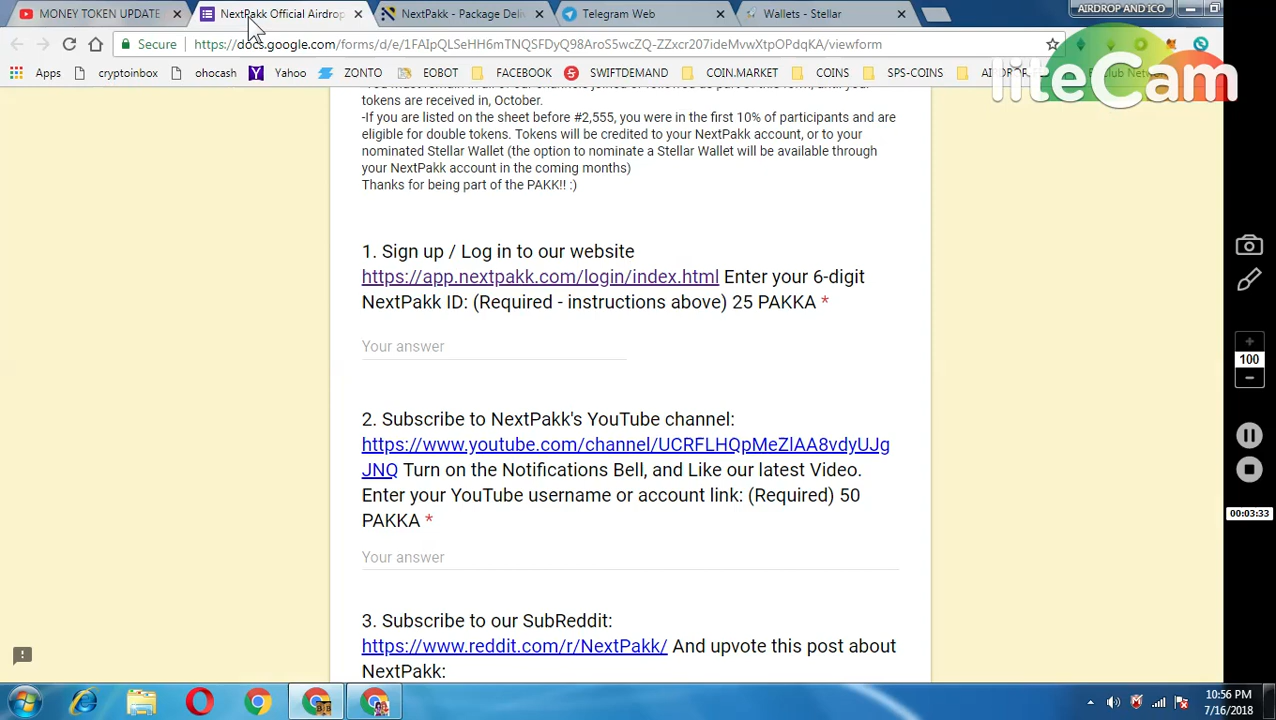 MONEY TOKEN UPDATE
NextPakk Official Airdrop
NextPakk - Package Deli
Telegram Web
Wallets - Stellar
AIRDROP AND ICO
Secure
https://docs.google.com/forms/d/e/1FAIpQLSeHH6mTNQSFDyQ98AroS5wcZQ-ZZxcr207ideMvwXtpOPdqKA/viewform
Apps
cryptoinbox
ohocash
Yahoo
ZONTO
EOBOT
FACEBOOK
SWIFTDEMAND
COIN.MARKET
COINS
SPS-COINS
liteCam
tokens are received in, October.
-If you are listed on the sheet before #2,555, you were in the first 10% of participants and are
eligible for double tokens. Tokens will be credited to your NextPakk account, or to your
nominated Stellar Wallet (the option to nominate a Stellar Wallet will be available through
your NextPakk account in the coming months)
Thanks for being part of the PAKK!! :)
1. Sign up / Log in to our website
https://app.nextpakk.com/login/index.html Enter your 6-digit
NextPakk ID: (Required - instructions above) 25 PAKKA *
Your answer
2. Subscribe to NextPakk's YouTube channel:
https://www.youtube.com/channel/UCRFLHQpMeZlAA8vdyUJg
JNQ Turn on the Notifications Bell, and Like our latest Video.
Enter your YouTube username or account link: (Required) 50
PAKKA *
Your answer
3. Subscribe to our SubReddit:
https://www.reddit.com/r/NextPakk/ And upvote this post about
NextPakk:
100
00:03:33
10:56 PM
7/16/2018